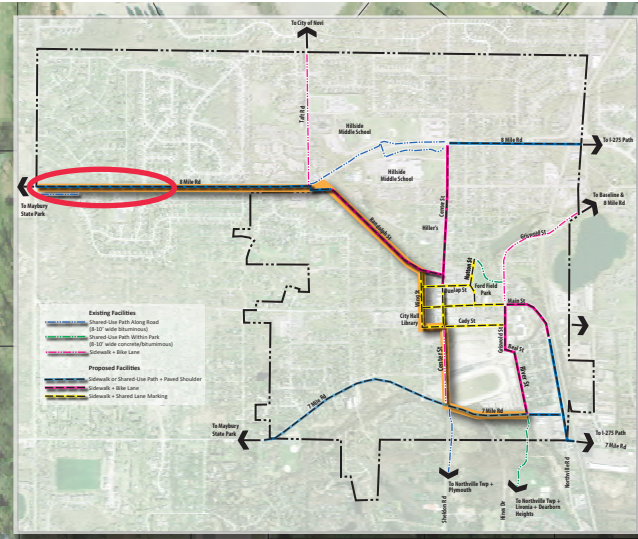 To City of Novi
Taft Rd
Hillside
Middle School
8 Mile Rd
To I-275 Path
Hillside
Middle School
8 Mile Rd
To Maybury
State Park
To Baseline &
8 Mile Rd
Center St
Griswold St
Randolph St
Hiller's
Hutton St
Ford Field
Park
Dunlap St
Wing St
Main St
City Hall
Library
Cady St
Griswold St
Beal St
Center St
Existing Facilities
Shared-Use Path Along Road
(8-10' wide bituminous)
Shared-Use Path Within Park
(8-10' wide concrete/bituminous)
Sidewalk + Bike Lane
Proposed Facilities
Sidewalk or Shared-Use Path + Paved Shoulder
Sidewalk + Bike Lane
Sidewalk + Shared Lane Marking
7 Mile Rd
7 Mile Rd
To Maybury
State Park
To I-275 Path
7 Mile Rd
Northville Rd
Sheldon Rd
To Northville Twp +
Plymouth
Hines Dr
To Northville Twp +
Livonia + Dearborn
Heights